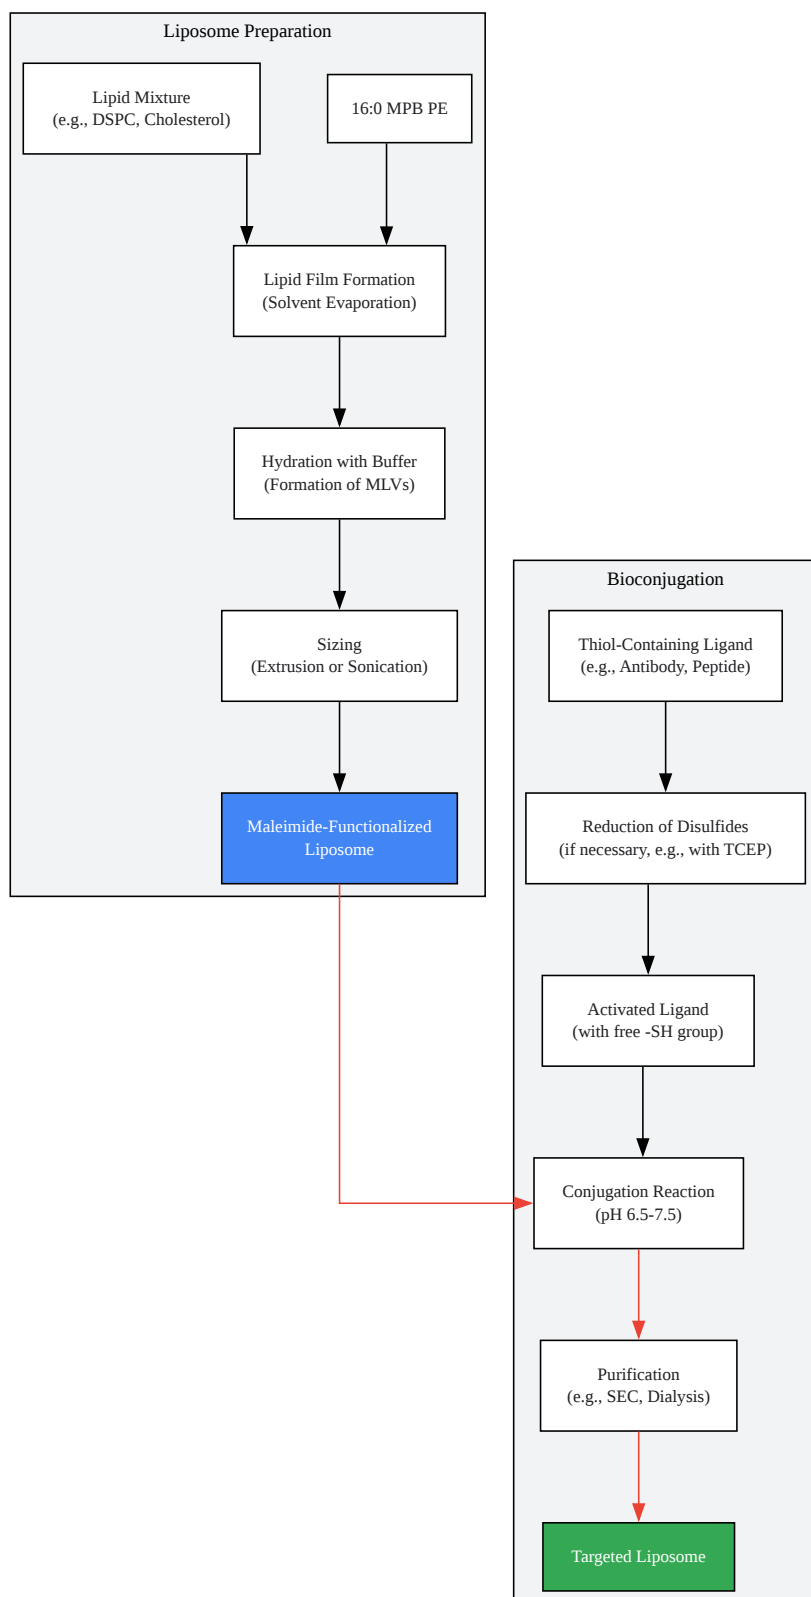 Liposome Preparation
Lipid Mixture
(e.g., DSPC, Cholesterol)
16:0 MPB PE
Lipid Film Formation
(Solvent Evaporation)
Hydration with Buffer
(Formation of MLVs)
Sizing
(Extrusion or Sonication)
Maleimide-Functionalized
Liposome
Bioconjugation
Thiol-Containing Ligand
(e.g., Antibody, Peptide)
Reduction of Disulfides
(if necessary, e.g., with TCEP)
Activated Ligand
(with free -SH group)
Conjugation Reaction
(pH 6.5-7.5)
Purification
(e.g., SEC, Dialysis)
Targeted Liposome